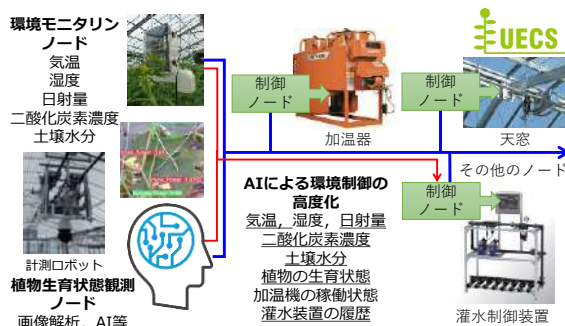 環境モニタリン
ノード
気温
湿度
日射量
二酸化炭素濃度
土壌水分
計測ロボット
植物生育状態観測
ノード
画像解析、AI等
制御
ノード
加温器
UECS
制御
ノード
天窓
その他のノード
AIによる環境制御の
高度化
気温，湿度，日射量
二酸化炭素濃度
土壌水分
植物の生育状態
加温機の稼働状態
灌水装置の履歴
制御
ノード
灌水制御装置